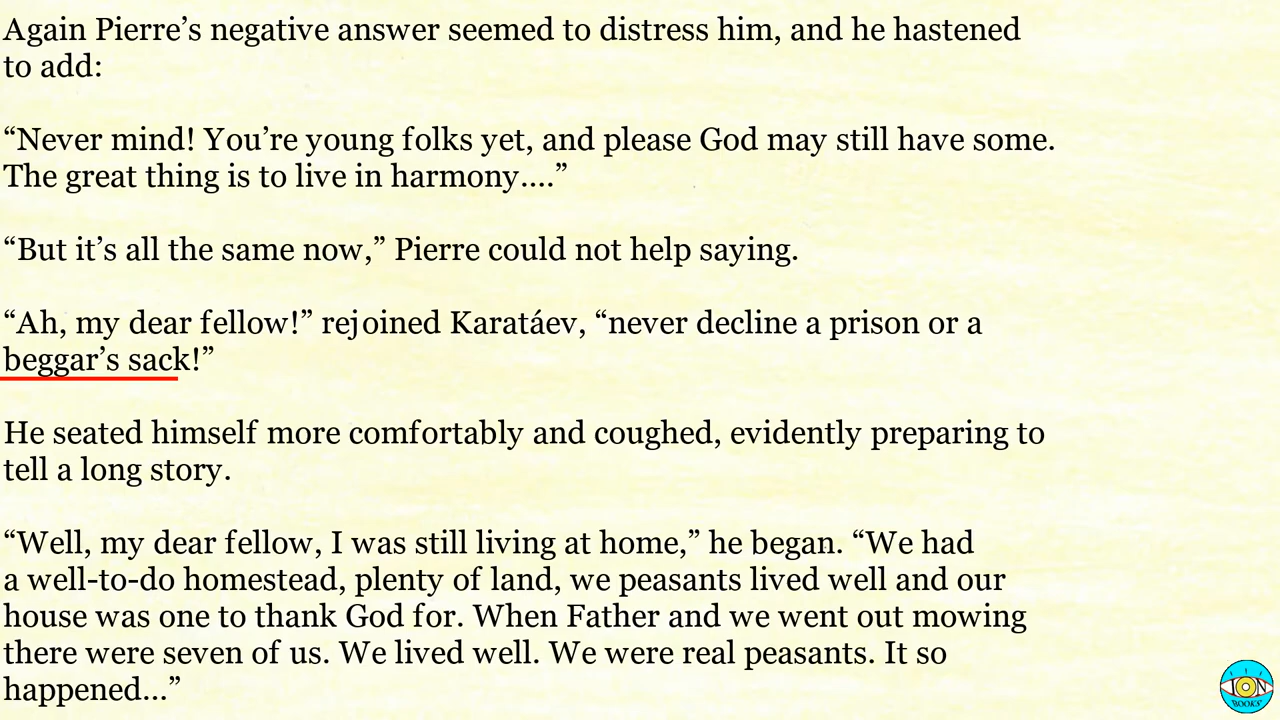 Again Pierre’s negative answer seemed to distress him, and he hastened
to add:
“Never mind! You’re young folks yet, and please God may still have some.
The great thing is to live in harmony....”
“But it’s all the same now,” Pierre could not help saying.
“Ah, my dear fellow!” rejoined Karatáev, “never decline a prison or a
beggar’s sack!”
He seated himself more comfortably and coughed, evidently preparing to
tell a long story.
“Well, my dear fellow, I was still living at home,” he began. “We had
a well-to-do homestead, plenty of land, we peasants lived well and our
house was one to thank God for. When Father and we went out mowing
there were seven of us. We lived well. We were real peasants. It so
happened...”
ION
BOOKS